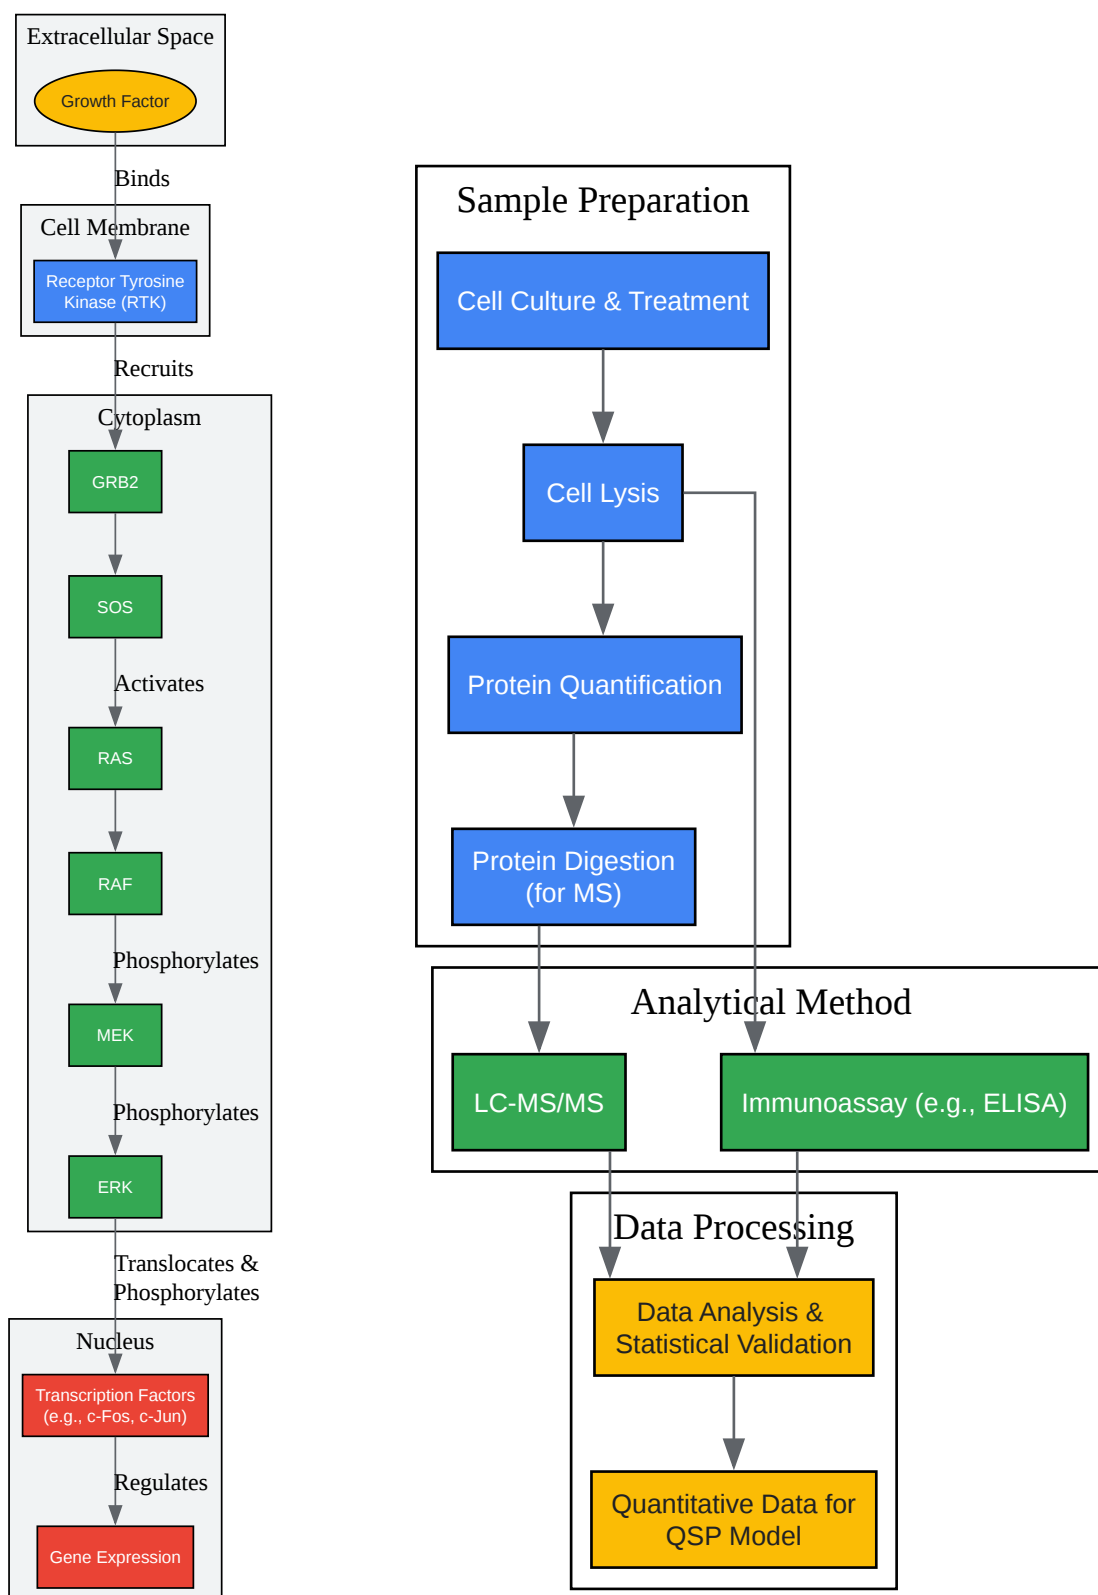 Extracellular Space
Growth Factor
Binds
Cell Membrane
Receptor Tyrosine
Kinase (RTK)
Recruits
Cytoplasm
GRB2
SOS
Activates
RAS
RAF
Phosphorylates
MEK
Phosphorylates
ERK
Translocates &
Phosphorylates
Nucleus
Transcription Factors
(e.g., c-Fos, c-Jun)
Regulates
Gene Expression
Sample Preparation
Cell Culture & Treatment
Cell Lysis
Protein Quantification
Protein Digestion
(for MS)
Analytical Method
LC-MS/MS
Immunoassay (e.g., ELISA)
Data Processing
Data Analysis &
Statistical Validation
Quantitative Data for
QSP Model